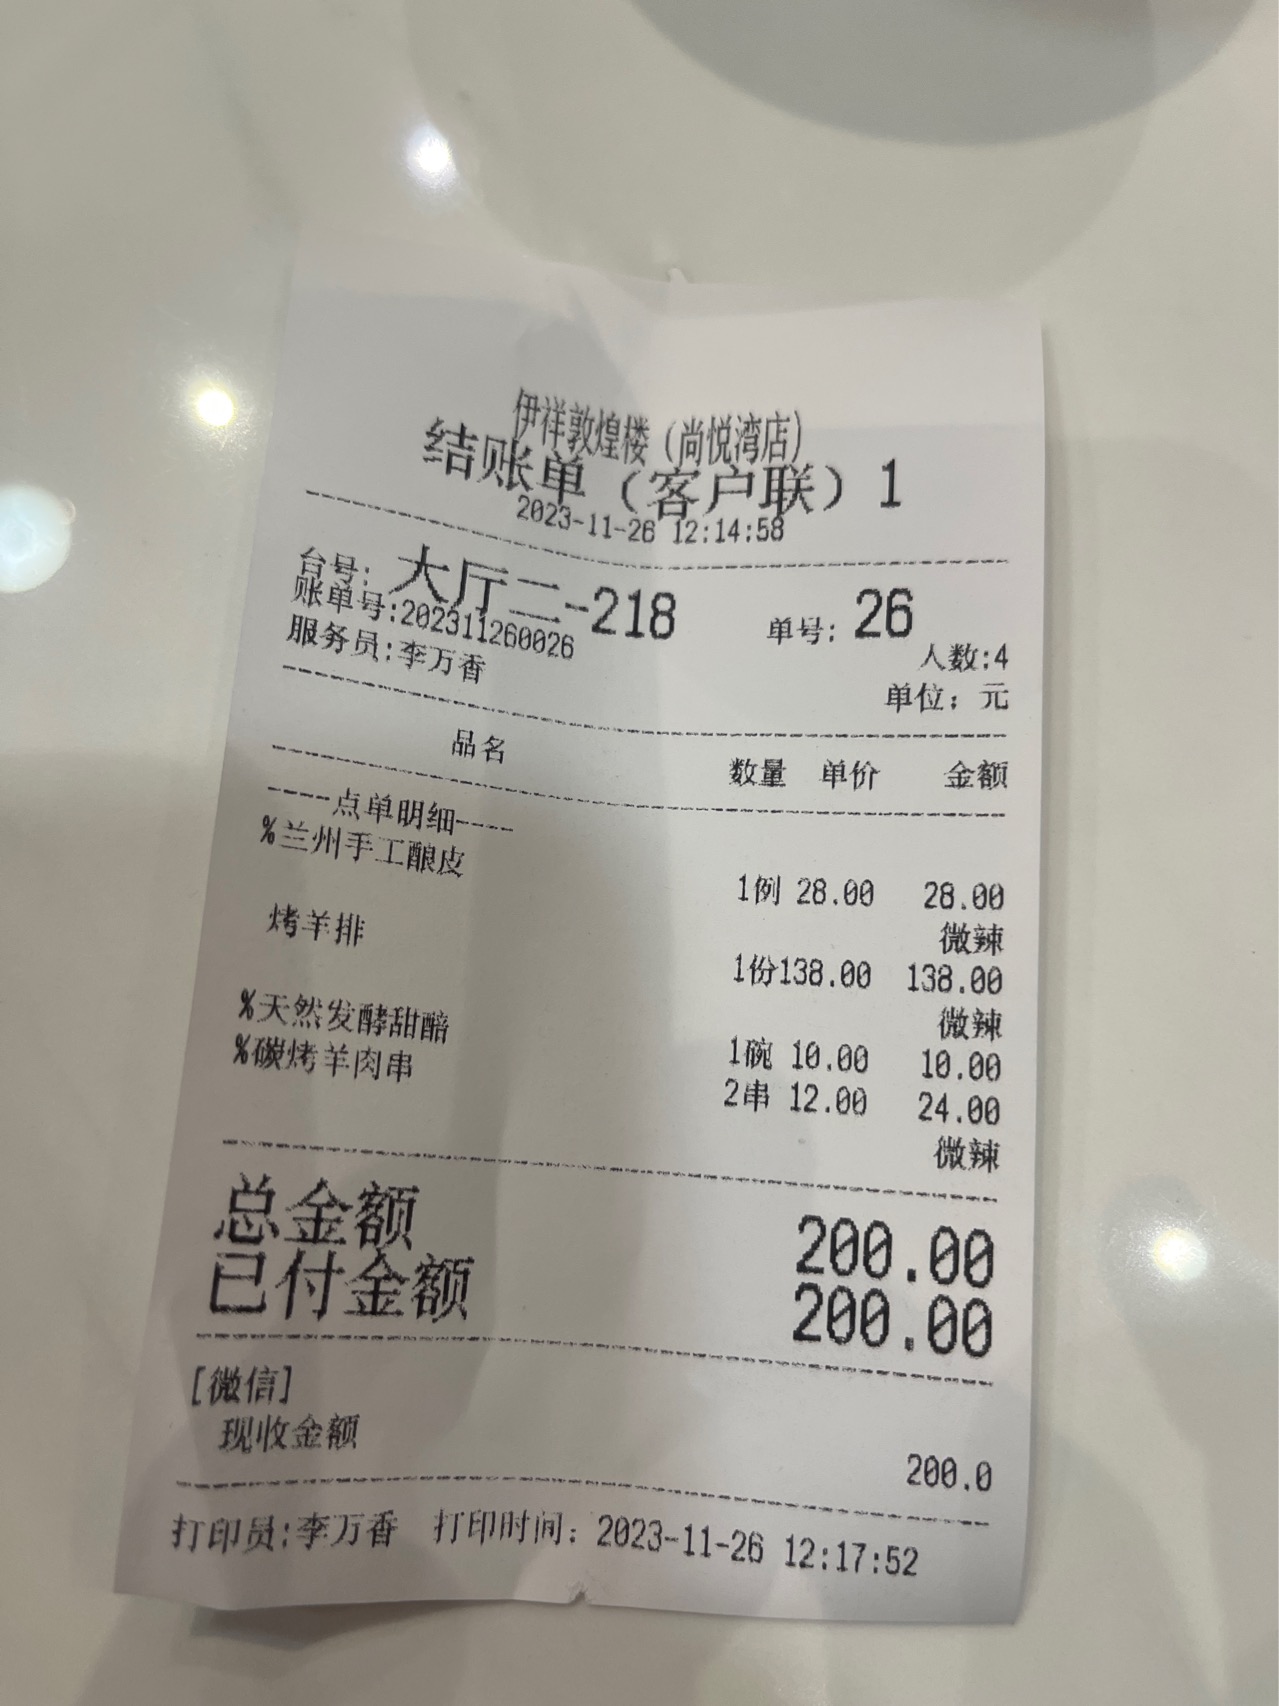 伊祥敦煌楼（尚悦湾店）
结账单（客户联）1
2023-11-26 12:14:58
台号: 大厅二-218 单号: 26
账单号:202311260026 人数:4
服务员:李万香 单位: 元
品名 数量 单价 金额
----点单明细----
%兰州手工酿皮
1例 28.00 28.00
微辣
烤羊排
1份138.00 138.00
微辣
%天然发酵甜醅
1碗 10.00 10.00
%碳烤羊肉串
2串 12.00 24.00
微辣
总金额 200.00
已付金额 200.00
[微信]
现收金额 200.0
打印员:李万香 打印时间: 2023-11-26 12:17:52